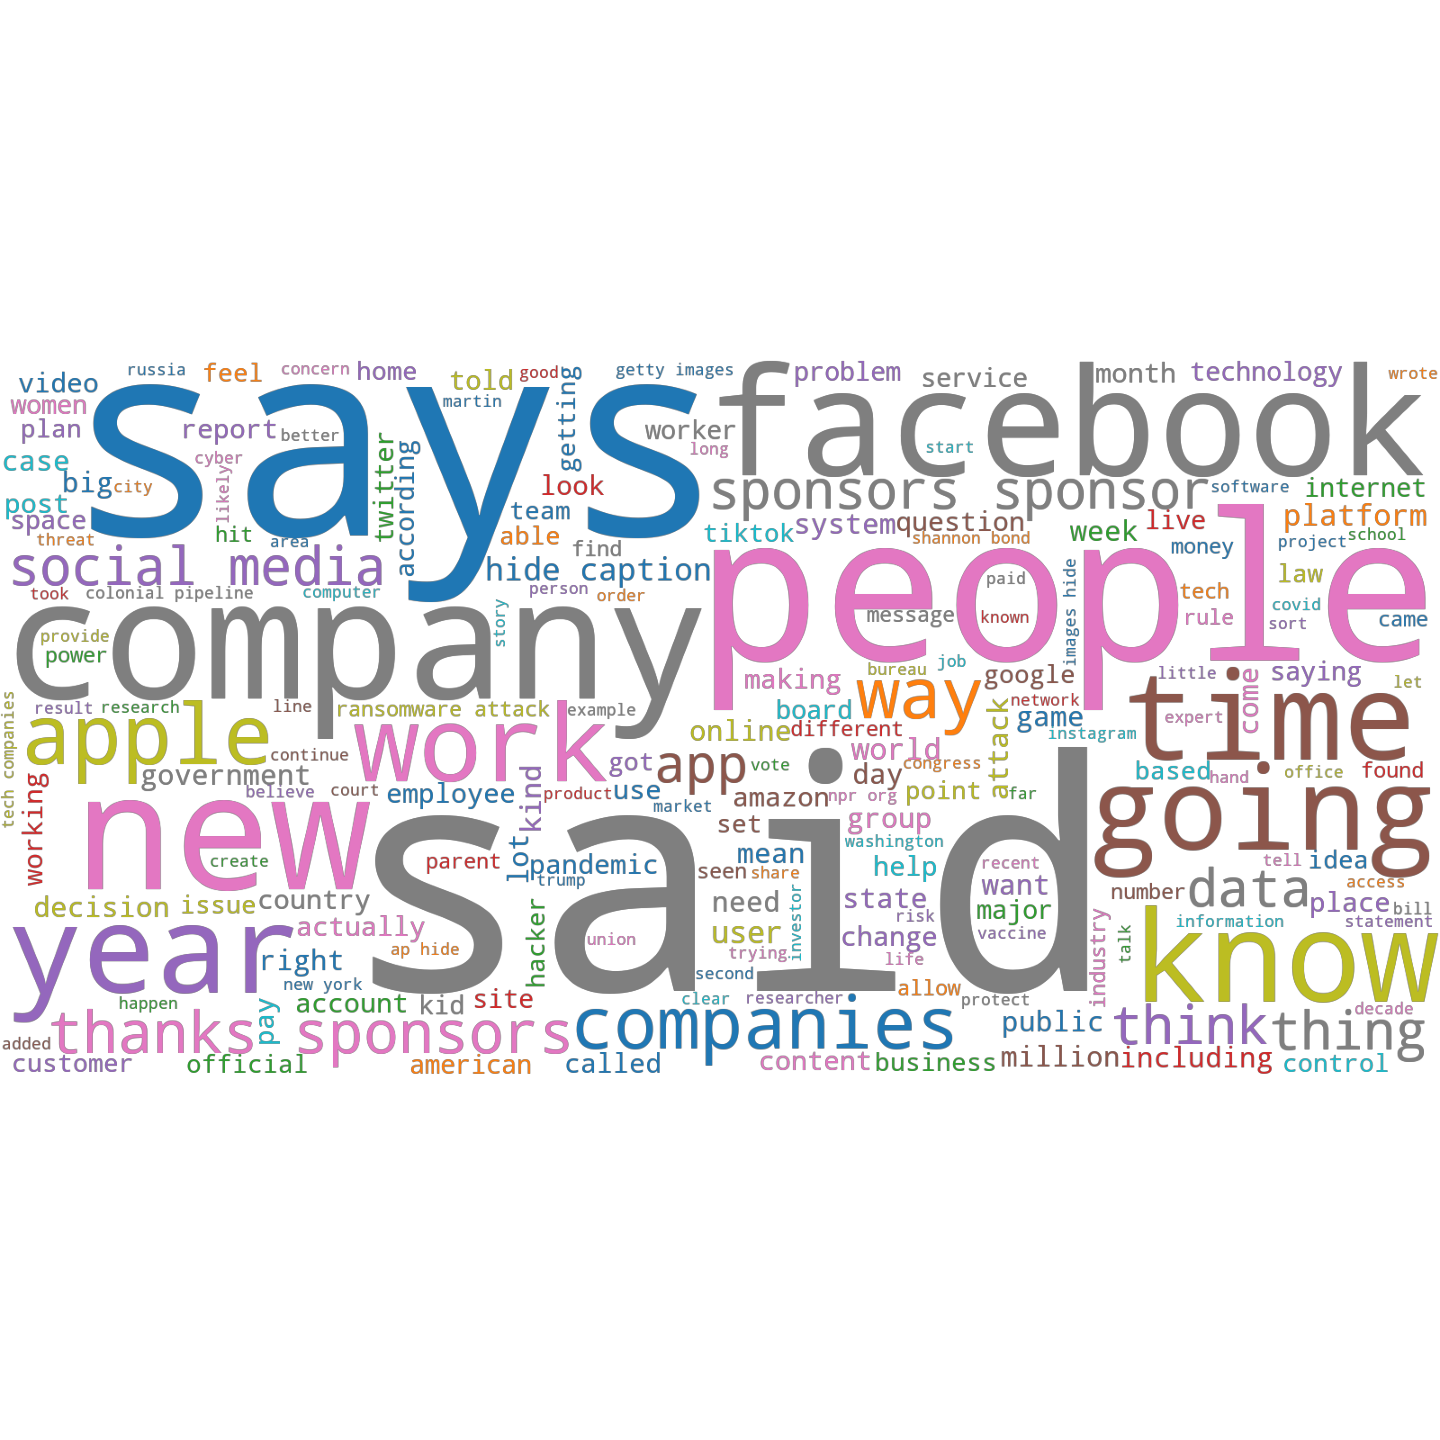 russia
concern
good
getty images
wrote
video
feel
home
told
problem
service
month
technology
says
facebook
women
martin
plan
report
better
worker
long
start
getting
twitter
according
case
cyber
big
city
likely
look
sponsors sponsor
software
internet
post
space
threat
hit
area
team
able
find
tiktok
system
question
shannon bond
week
live
money
platform
project
school
social media
hide caption
people
law
tech
took
colonial pipeline
computer
person
order
story
paid
known
images hide
message
rule
covid
sort
came
company
provide
power
bureau
job
google
little
saying
let
making
way
time
come
tech companies
result
research
line
ransomware attack
example
board
network
game
expert
apple
work
online
different
instagram
continue
government
got
app
vote
world
day
congress
attack
based
hand
office
found
believe
court
employee
kind
product
use
market
amazon
npr org
point
far
working
new
said
set
group
washington
going
create
parent
lot
pandemic
mean
help
recent
tell
idea
trump
seen
share
want
number
data
access
decision
issue
country
need
state
risk
major
place
bill
year
actually
hacker
union
user
investor
change
vaccine
information
statement
know
talk
industry
ap hide
trying
life
right
new york
second
allow
happen
account
kid
site
clear
researcher
protect
decade
pay
added
thanks sponsors
companies
public
think
thing
customer
official
american
called
content
business
million
including
control